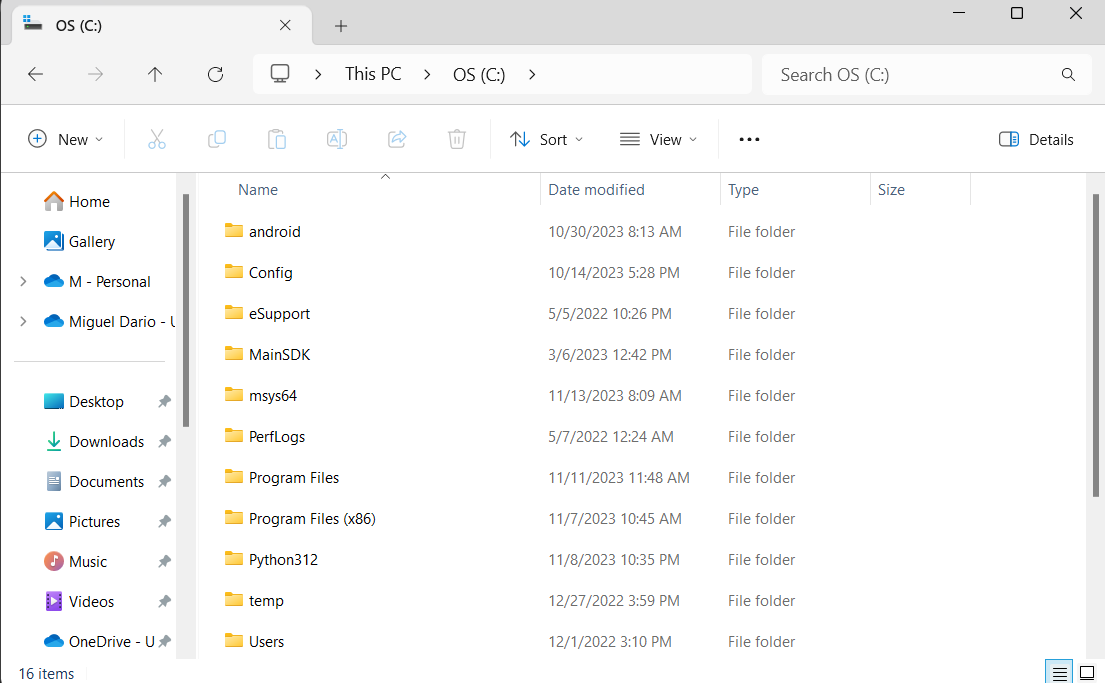 OS (C:)
This PC OS (C:) Search OS (C:)
New Sort View Details
Name Date modified Type Size
Home
Gallery
M - Personal
Miguel Dario - U
Desktop
Downloads
Documents
Pictures
Music
Videos
OneDrive - U
android 10/30/2023 8:13 AM File folder
Config 10/14/2023 5:28 PM File folder
eSupport 5/5/2022 10:26 PM File folder
MainSDK 3/6/2023 12:42 PM File folder
msys64 11/13/2023 8:09 AM File folder
PerfLogs 5/7/2022 12:24 AM File folder
Program Files 11/11/2023 11:48 AM File folder
Program Files (x86) 11/7/2023 10:45 AM File folder
Python312 11/8/2023 10:35 PM File folder
temp 12/27/2022 3:59 PM File folder
Users 12/1/2022 3:10 PM File folder
16 items